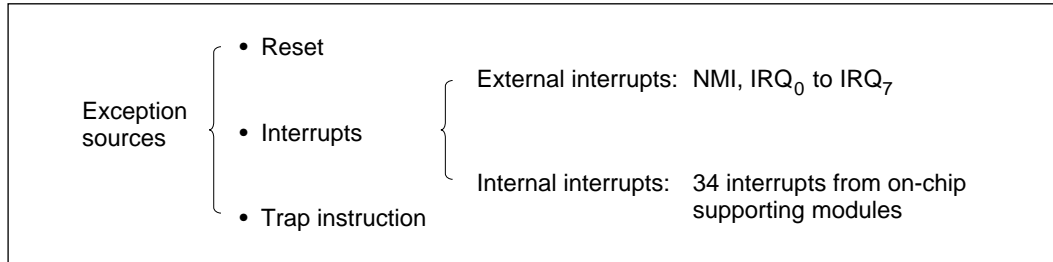 Exception
sources
• Reset
• Interrupts
• Trap instruction
External interrupts: NMI, IRQ₀ to IRQ₇
Internal interrupts: 34 interrupts from on-chip
supporting modules